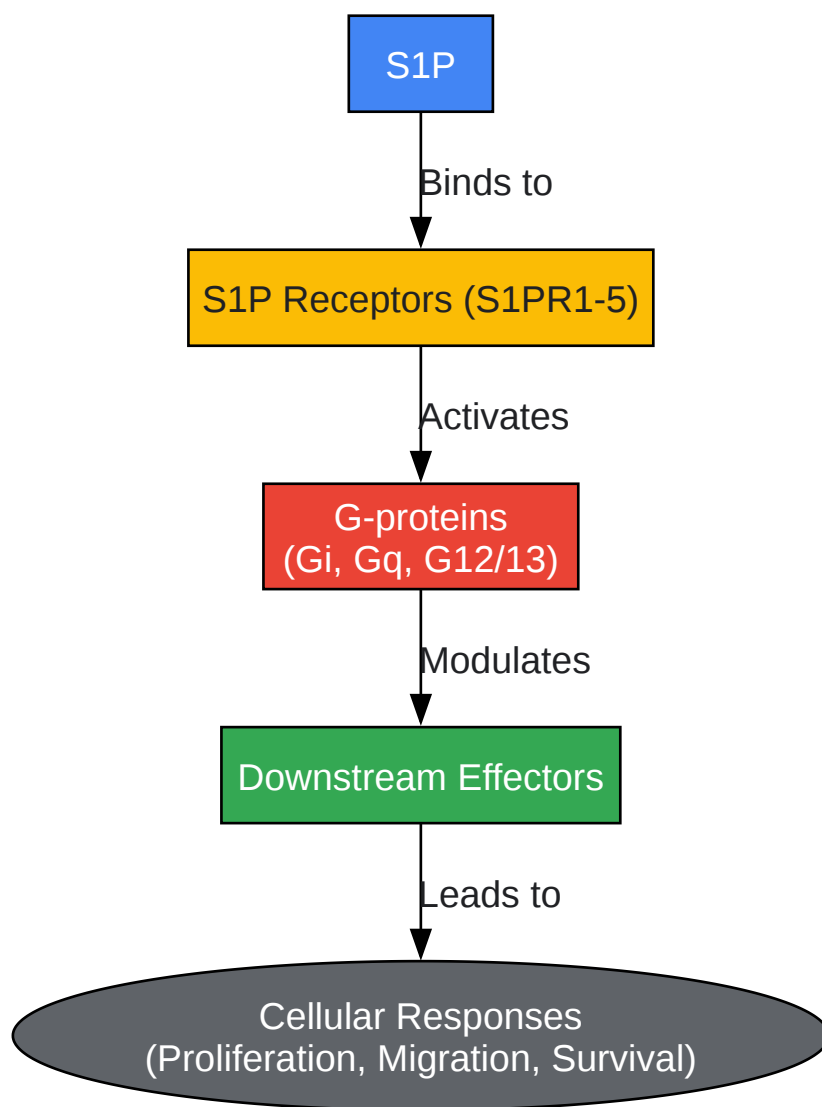 S1P
Binds to
S1P Receptors (S1PR1-5)
Activates
G-proteins
(Gi, Gq, G12/13)
Modulates
Downstream Effectors
Leads to
Cellular Responses
(Proliferation, Migration, Survival)